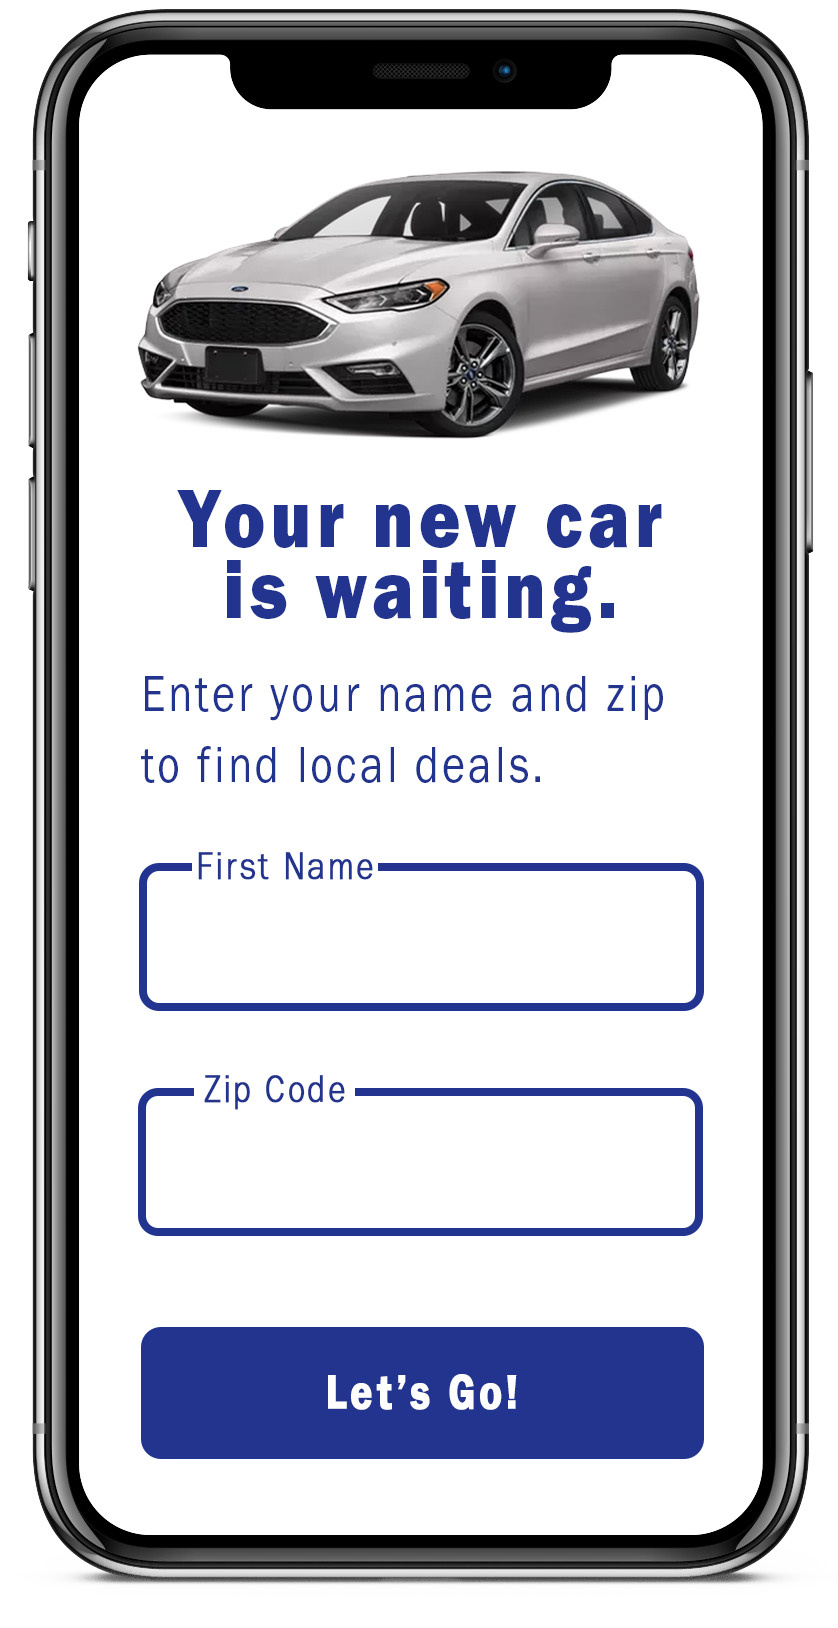 Your new car
is waiting.
Enter your name and zip
to find local deals.
First Name
Zip Code
Let’s Go!